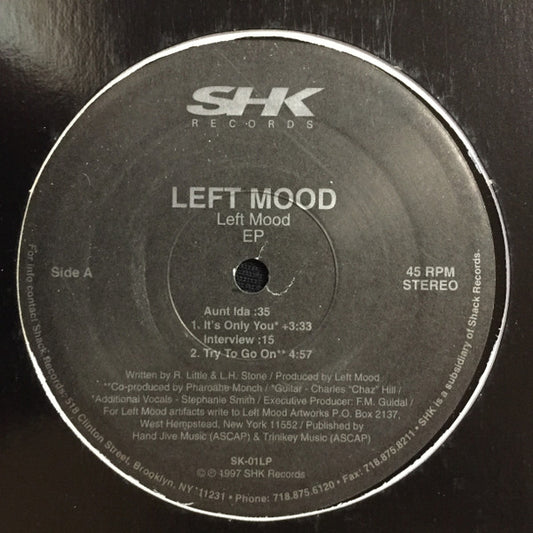 SHK
RECORDS
LEFT MOOD
Left Mood
EP
Side A
45 RPM
STEREO
Aunt Ida :35
1. It's Only You* +3:33
Interview :15
2. Try To Go On** 4:57
Written by R. Little & L.H. Stone / Produced by Left Mood
**Co-produced by Pharoahe Monch / *Guitar - Charles "Chaz" Hill /
+Additional Vocals - Stephanie Smith / Executive Producer: F.M. Guidal /
For Left Mood artifacts write to Left Mood Artworks P.O. Box 2137,
West Hempstead, New York 11552 / Published by
Hand Jive Music (ASCAP) & Trinikey Music (ASCAP)
SK-01LP
© ℗ 1997 SHK Records
For info contact Shack Records: 518 Clinton Street, Brooklyn, NY 11231 • Phone: 718.875.6120 • Fax: 718.875.8211 • SHK is a subsidiary of Shack Records.